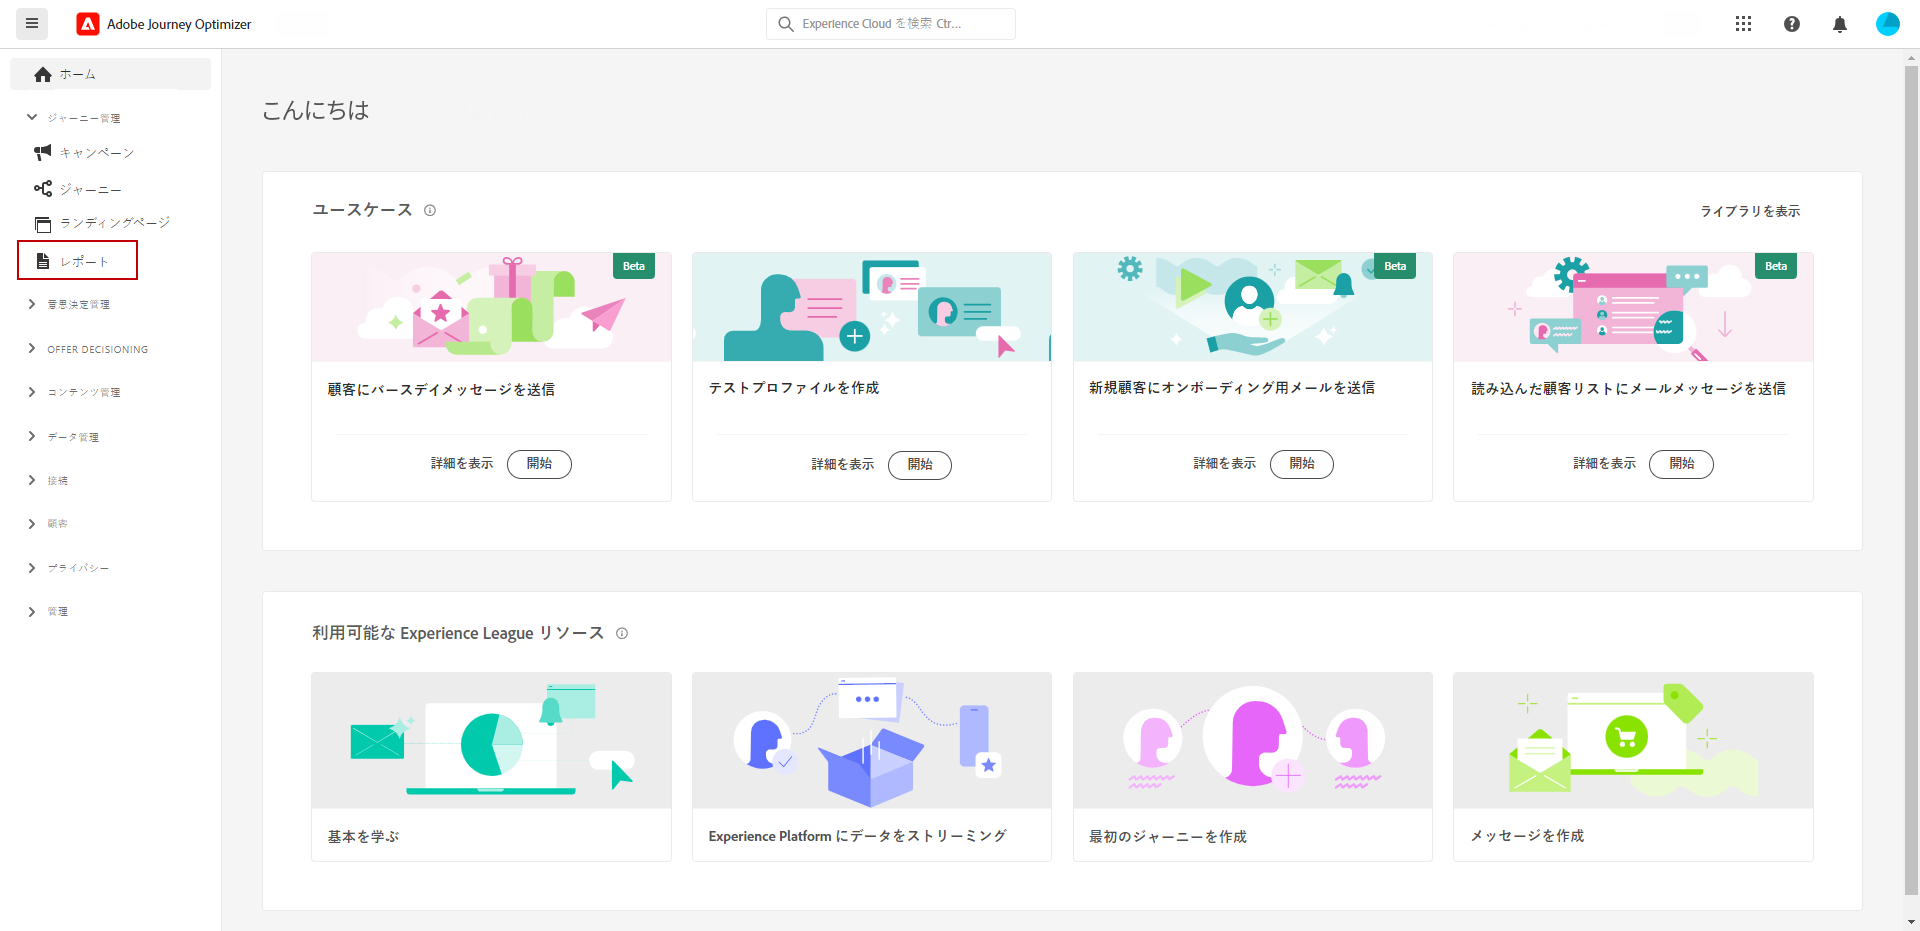 Adobe Journey Optimizer
Experience Cloud を検索 Ctr...
ホーム
ジャーニー管理
キャンペーン
ジャーニー
ランディングページ
レポート
意思決定管理
OFFER DECISIONING
コンテンツ管理
データ管理
接続
顧客
プライバシー
管理
こんにちは
ユースケース
ライブラリを表示
Beta
顧客にバースデイメッセージを送信
詳細を表示 開始
テストプロファイルを作成
詳細を表示 開始
Beta
新規顧客にオンボーディング用メールを送信
詳細を表示 開始
Beta
読み込んだ顧客リストにメールメッセージを送信
詳細を表示 開始
利用可能な Experience League リソース
基本を学ぶ
Experience Platform にデータをストリーミング
最初のジャーニーを作成
メッセージを作成